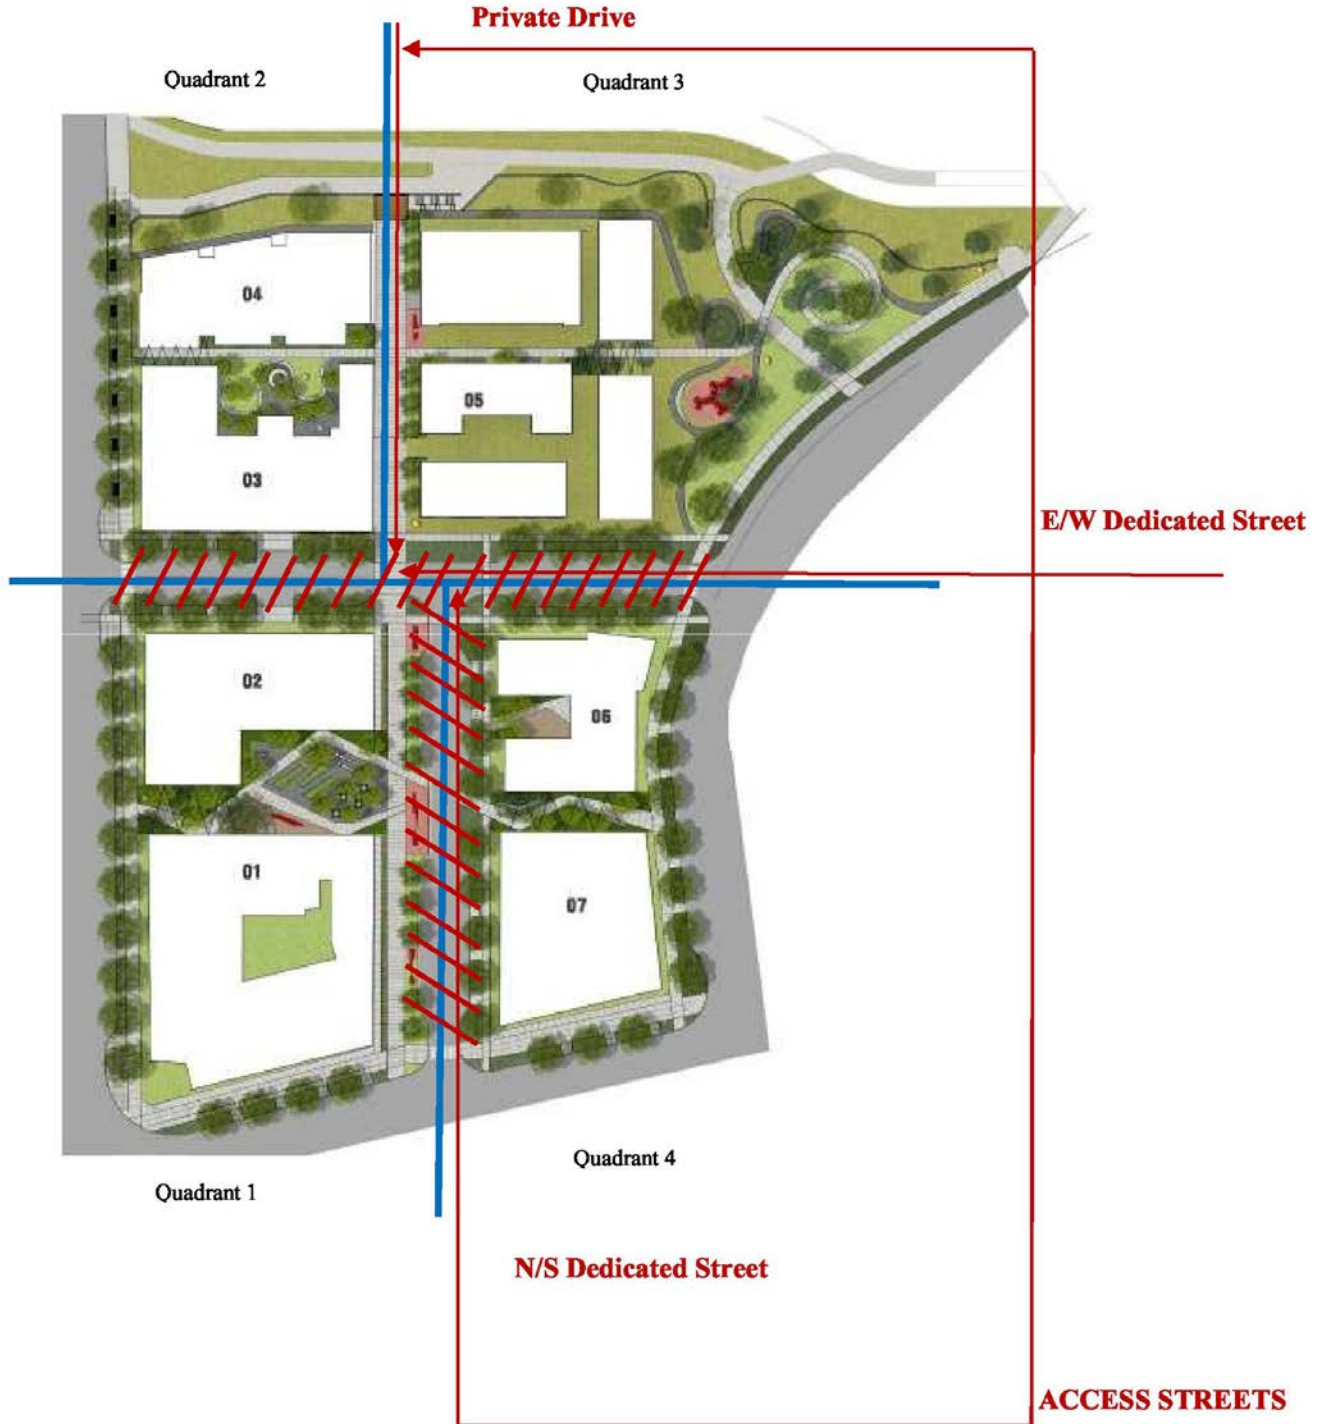 Private Drive
Quadrant 2
Quadrant 3
04
05
03
E/W Dedicated Street
02
06
01
07
Quadrant 4
Quadrant 1
N/S Dedicated Street
ACCESS STREETS